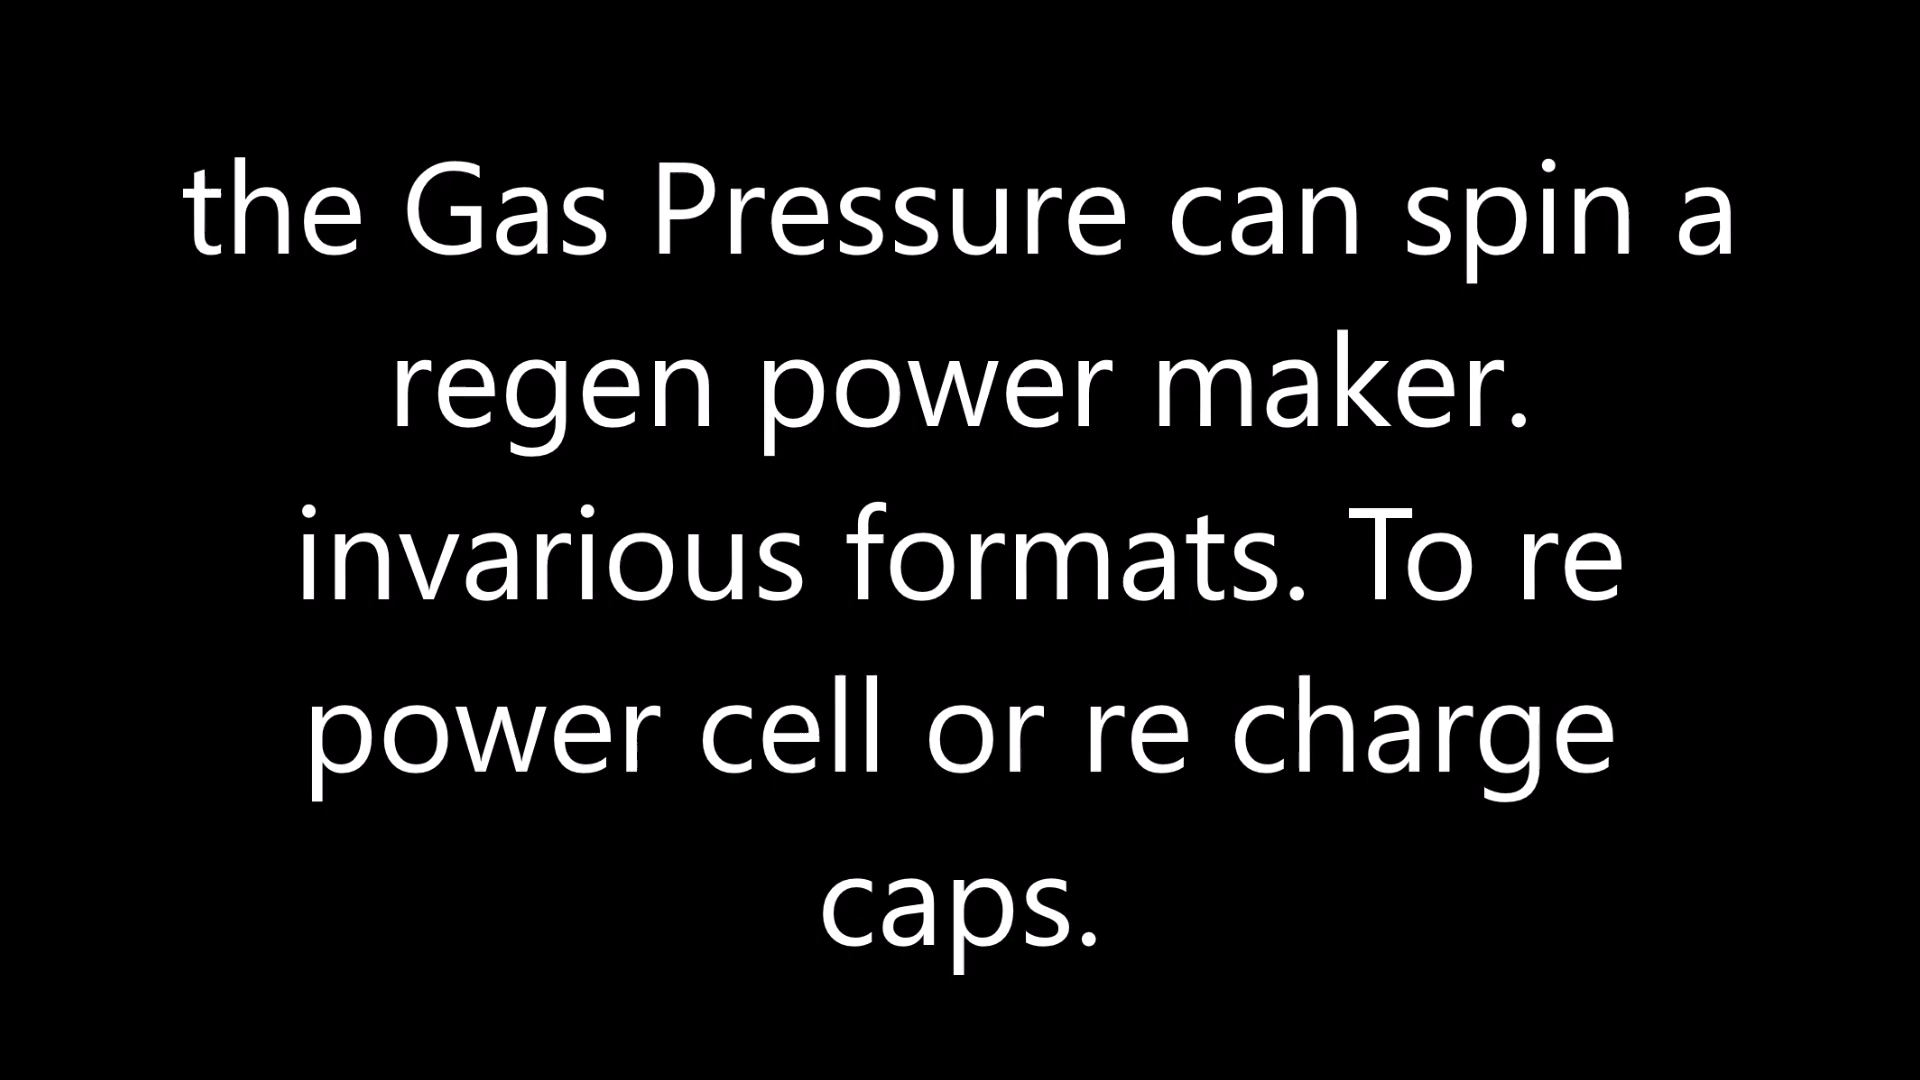 the Gas Pressure can spin a
regen power maker.
invarious formats. To re
power cell or re charge
caps.